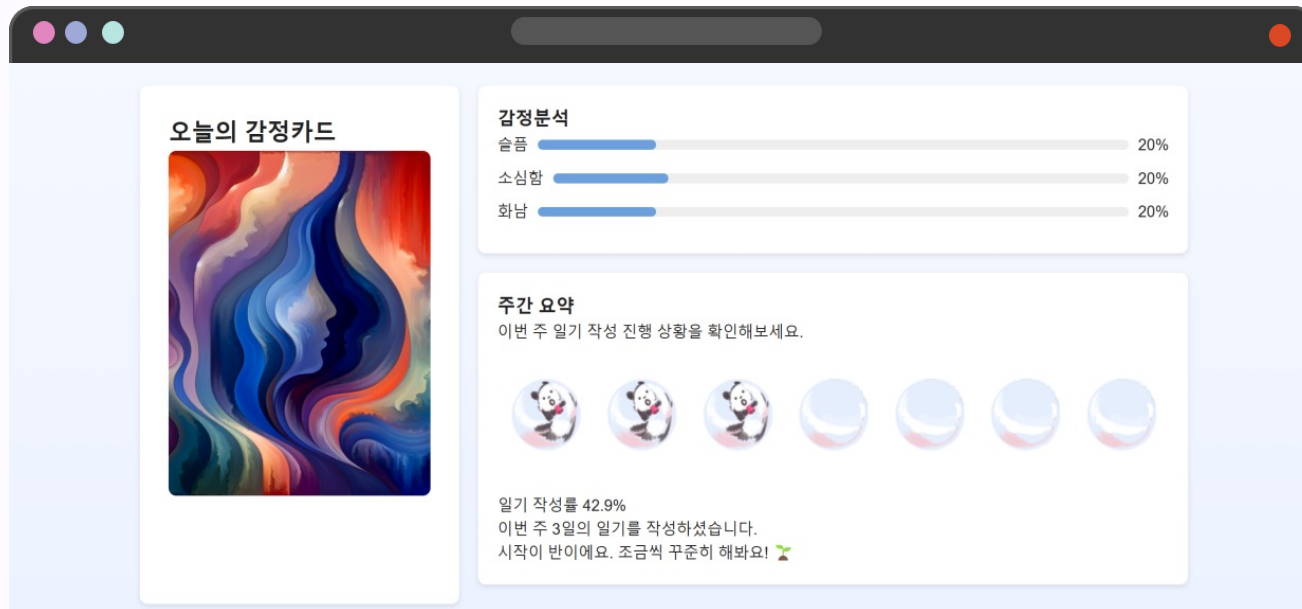 오늘의 감정카드
감정분석
슬픔 20%
소심함 20%
화남 20%
주간 요약
이번 주 일기 작성 진행 상황을 확인해보세요.
일기 작성률 42.9%
이번 주 3일의 일기를 작성하셨습니다.
시작이 반이에요. 조금씩 꾸준히 해봐요! 🌱